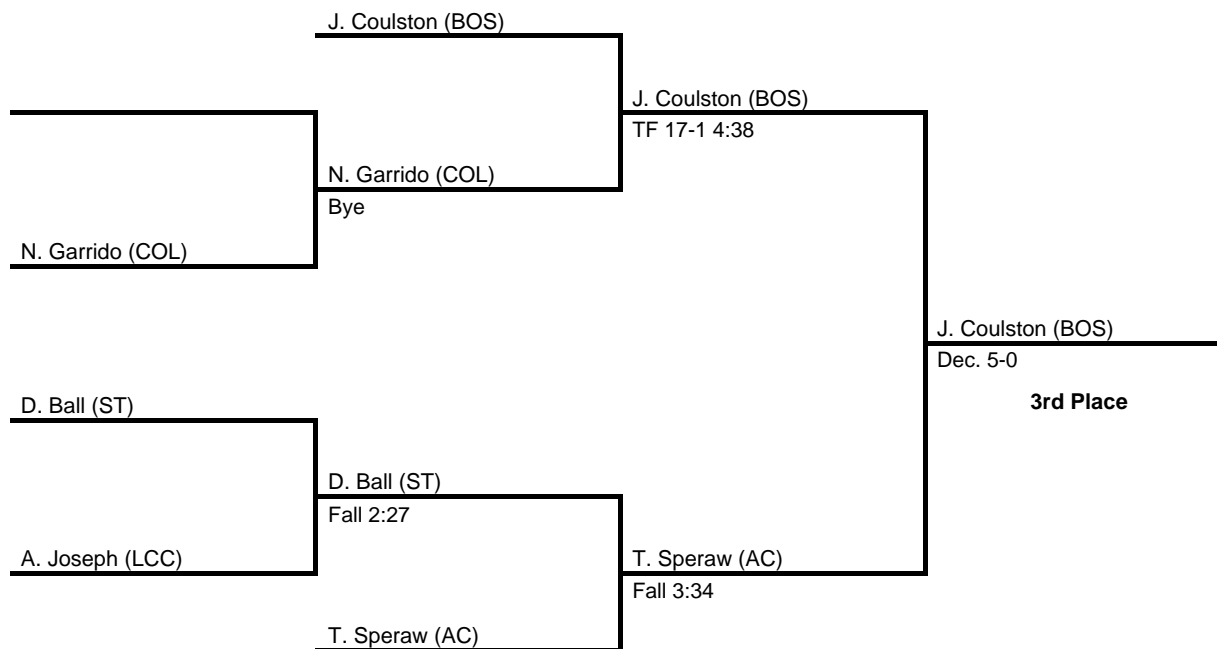 J. Coulston (BOS)
J. Coulston (BOS)
TF 17-1 4:38
N. Garrido (COL)
Bye
N. Garrido (COL)
J. Coulston (BOS)
Dec. 5-0
3rd Place
D. Ball (ST)
D. Ball (ST)
Fall 2:27
A. Joseph (LCC)
T. Speraw (AC)
Fall 3:34
T. Speraw (AC)